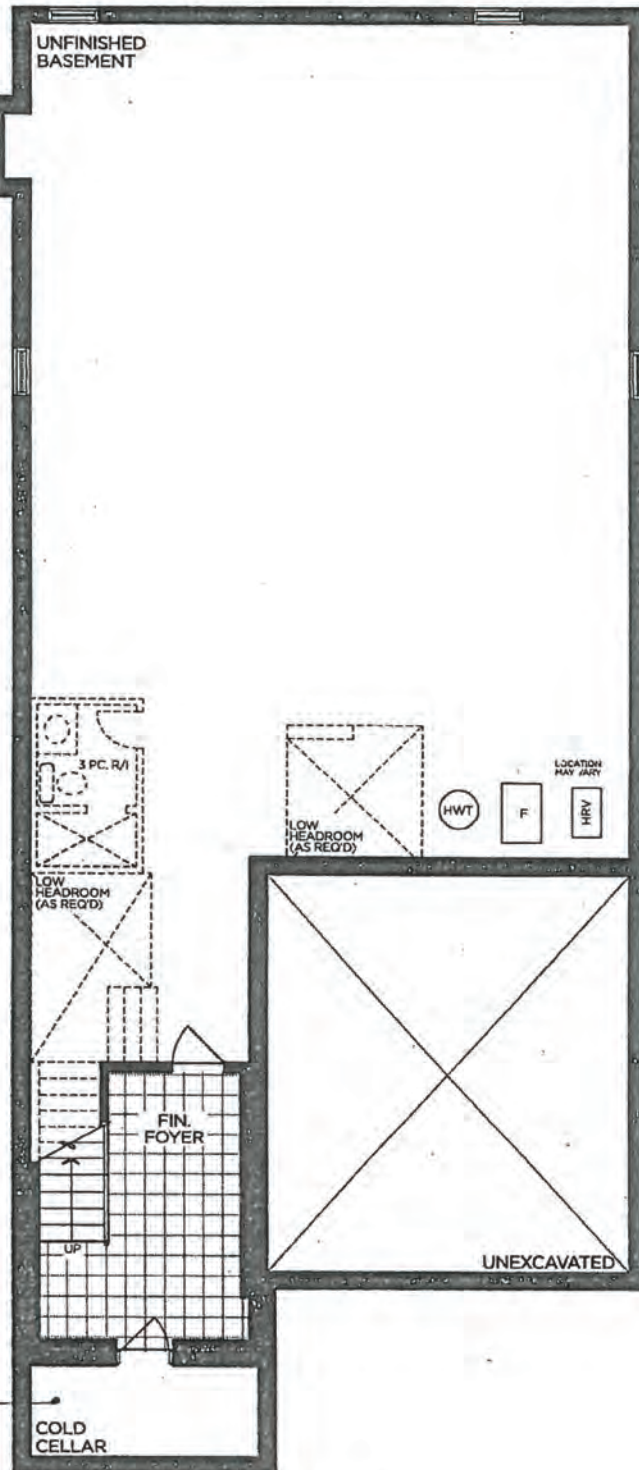 UNFINISHED
BASEMENT
3 PC. R/I
LOW
HEADROOM
(AS REQ'D)
HWT
F
LOCATION
MAY VARY
HRV
LOW
HEADROOM
(AS REQ'D)
FIN.
FOYER
UP
UNEXCAVATED
COLD
CELLAR